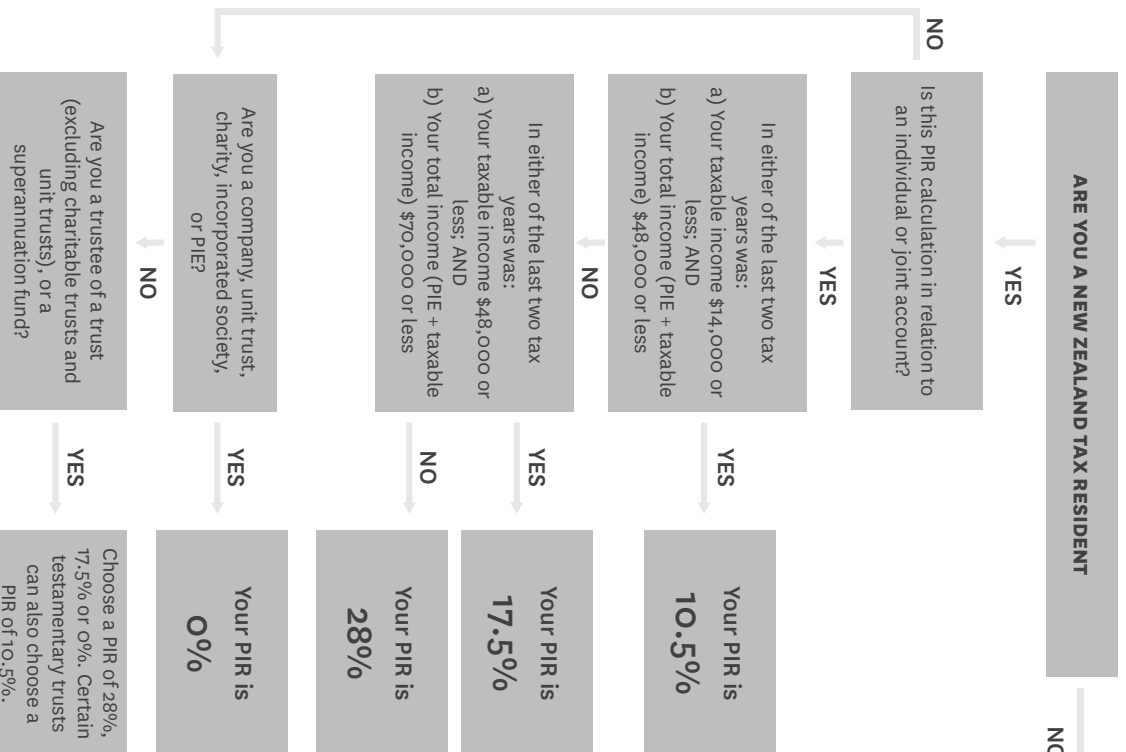 ARE YOU A NEW ZEALAND TAX RESIDENT
YES
NO
Is this PIR calculation in relation to
an individual or joint account?
NO
YES
In either of the last two tax
years was:
a) Your taxable income $14,000 or
less; AND
b) Your total income (PIE + taxable
income) $48,000 or less
YES
Your PIR is
10.5%
NO
In either of the last two tax
years was:
a) Your taxable income $48,000 or
less; AND
b) Your total income (PIE + taxable
income) $70,000 or less
YES
Your PIR is
17.5%
NO
Your PIR is
28%
Are you a company, unit trust,
charity, incorporated society,
or PIE?
YES
Your PIR is
0%
NO
Are you a trustee of a trust
(excluding charitable trusts and
unit trusts), or a
superannuation fund?
YES
Choose a PIR of 28%,
17.5% or 0%. Certain
testamentary trusts
can also choose a
PIR of 10.5%.